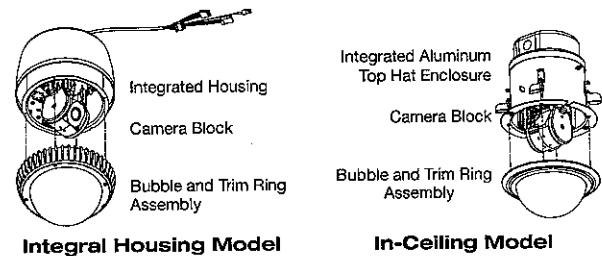 Integrated Housing
Camera Block
Bubble and Trim Ring
Assembly
Integral Housing Model
Integrated Aluminum
Top Hat Enclosure
Camera Block
Bubble and Trim Ring
Assembly
In-Ceiling Model